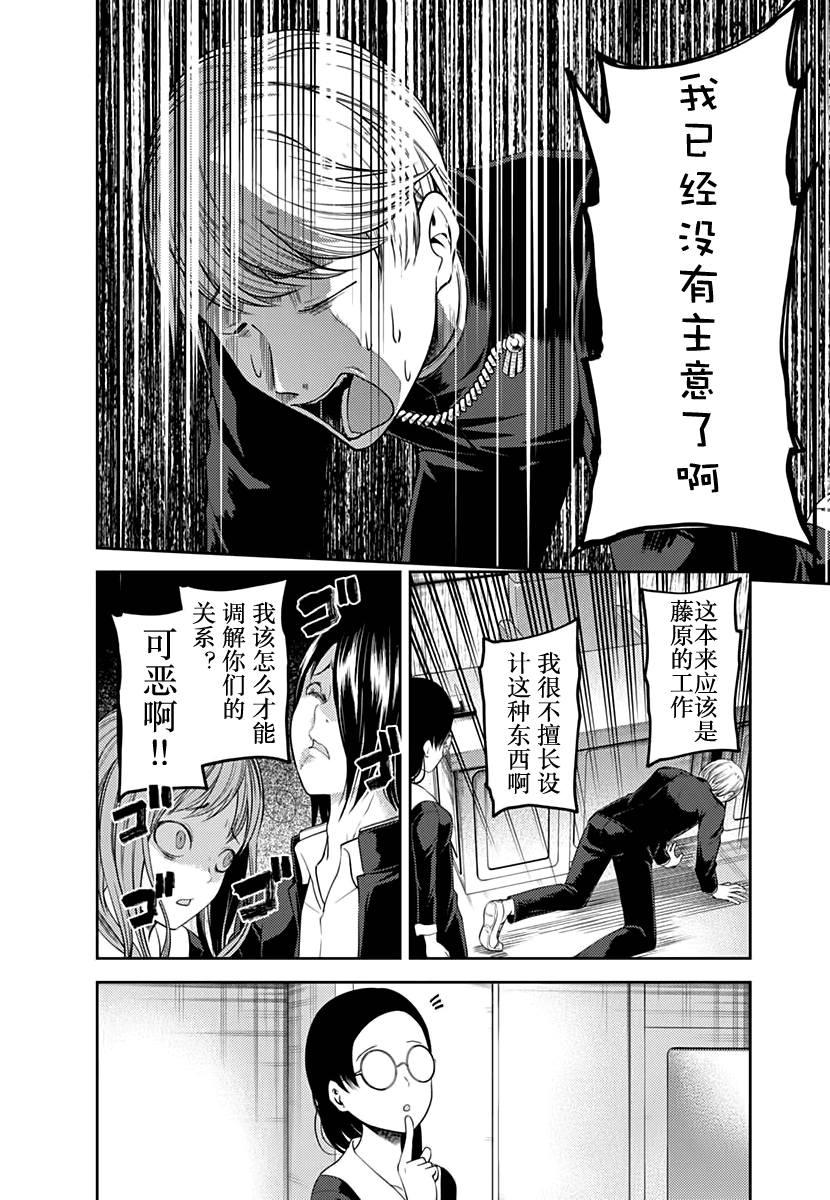 我已经没有主意了啊
这本来应该是
藤原的工作
我很不擅长设
计这种东西啊
我该怎么才能
调解你们的
关系？
可恶啊!!
ゴゴ
ゴゴ